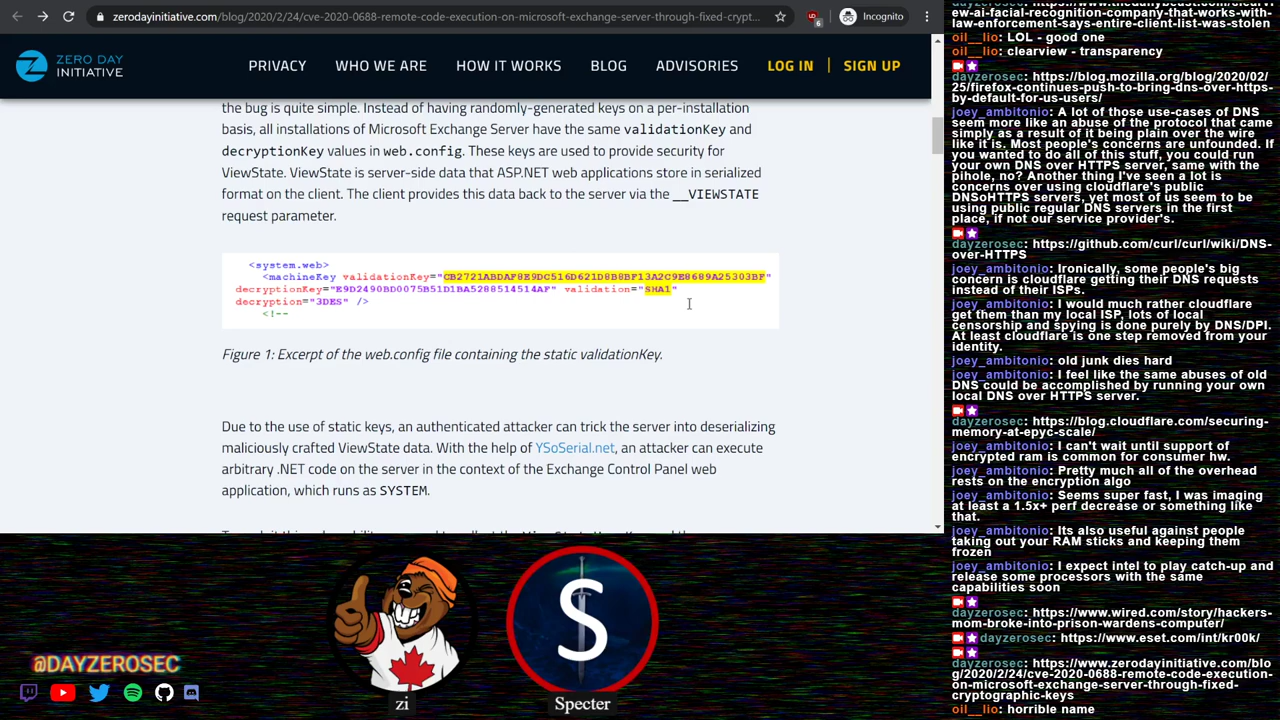 zerodayinitiative.com/blog/2020/2/24/cve-2020-0688-remote-code-execution-on-microsoft-exchange-server-through-fixed-crypt...
6
Incognito
ZERO DAY
INITIATIVE
PRIVACY
WHO WE ARE
HOW IT WORKS
BLOG
ADVISORIES
LOG IN
SIGN UP
the bug is quite simple. Instead of having randomly-generated keys on a per-installation
basis, all installations of Microsoft Exchange Server have the same validationKey and
decryptionKey values in web.config. These keys are used to provide security for
ViewState. ViewState is server-side data that ASP.NET web applications store in serialized
format on the client. The client provides this data back to the server via the __VIEWSTATE
request parameter.
<system.web>
<machineKey validationKey="CB2721ABDAF8E9DC516D621D8B8BF13A2C9E8689A25303BF"
decryptionKey="E9D2490BD0075B51D1BA5288514514AF" validation="SHA1"
decryption="3DES" />
<!--
Figure 1: Excerpt of the web.config file containing the static validationKey.
Due to the use of static keys, an authenticated attacker can trick the server into deserializing
maliciously crafted ViewState data. With the help of YSoSerial.net, an attacker can execute
arbitrary .NET code on the server in the context of the Exchange Control Panel web
application, which runs as SYSTEM.
@DAYZEROSEC
zi
S
Specter
ew-ai-facial-recognition-company-that-works-with-
law-enforcement-says-entire-client-list-was-stolen
oil__lio: LOL - good one
oil__lio: clearview - transparency
dayzerosec: https://blog.mozilla.org/blog/2020/02/
25/firefox-continues-push-to-bring-dns-over-https-
by-default-for-us-users/
joey_ambitonio: A lot of those use-cases of DNS
seem more like an abuse of the protocol that came
simply as a result of it being plain over the wire
like it is. Most people's concerns are unfounded. If
you wanted to do all of this stuff, you could run
your own DNS over HTTPS server, same with the
pihole, no? Another thing I've seen a lot
is concerns over using cloudflare's public
DNSoHTTPS servers, yet most of us seem to be
using public regular DNS servers in the first
place, if not our service provider's.
dayzerosec: https://github.com/curl/curl/wiki/DNS-
over-HTTPS
joey_ambitonio: Ironically, some people's big
concern is cloudflare getting their DNS requests
instead of their ISPs.
joey_ambitonio: I would much rather cloudflare
get them than my local ISP, lots of local
censorship and spying is done purely by DNS/DPI.
At least cloudflare is one step removed from your
identity.
joey_ambitonio: old junk dies hard
joey_ambitonio: I feel like the same abuses of old
DNS could be accomplished by running your own
local DNS over HTTPS server.
dayzerosec: https://blog.cloudflare.com/securing-
memory-at-epyc-scale/
joey_ambitonio: I can't wait until support of
encrypted ram is common for consumer hw.
joey_ambitonio: Pretty much all of the overhead
rests on the encryption algo
joey_ambitonio: Seems super fast, I was imaging
at least a 1.5x+ perf decrease or something like
that.
joey_ambitonio: Its also useful against people
taking out your RAM sticks and keeping them
frozen
joey_ambitonio: I expect intel to play catch-up and
release some processors with the same
capabilities soon
dayzerosec: https://www.wired.com/story/hackers-
mom-broke-into-prison-wardens-computer/
dayzerosec: https://www.eset.com/int/kr00k/
dayzerosec: https://www.zerodayinitiative.com/blo
g/2020/2/24/cve-2020-0688-remote-code-execution-
on-microsoft-exchange-server-through-fixed-
cryptographic-keys
oil__lio: horrible name